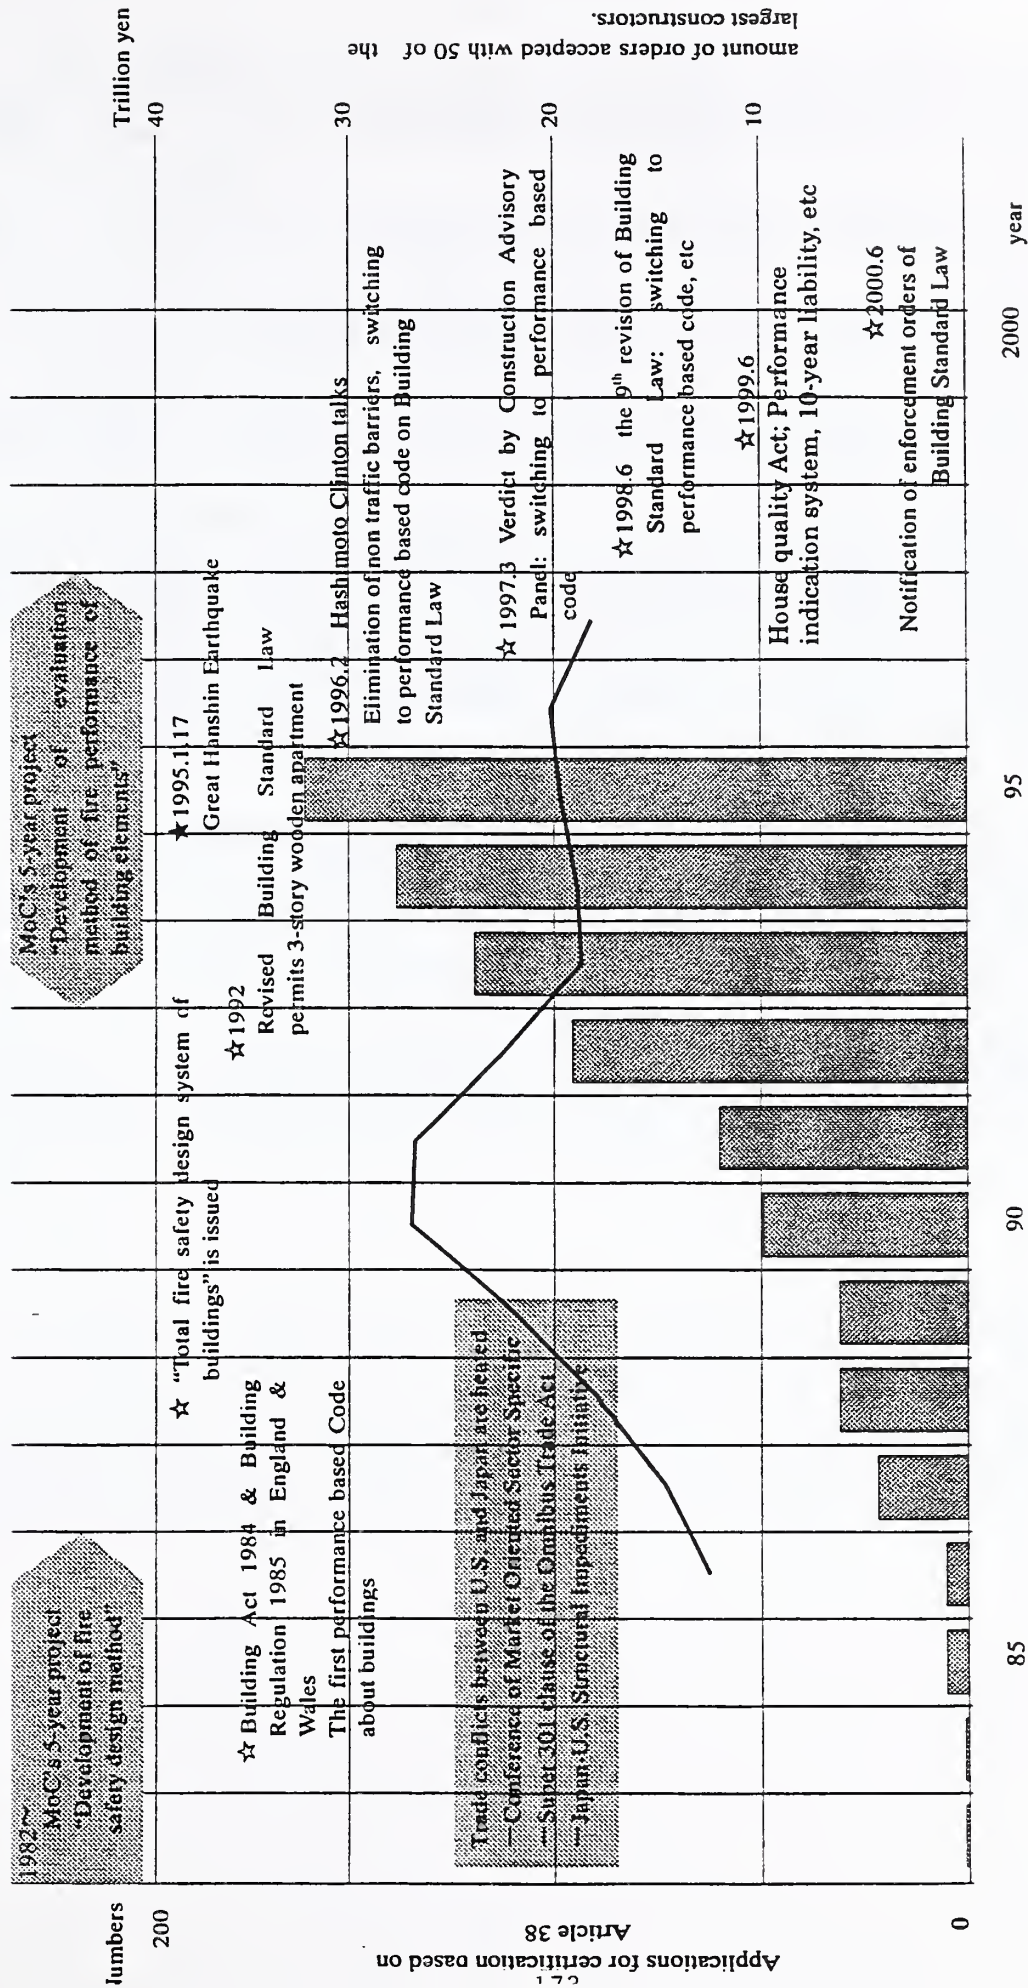 Trillion yen
40
30
20
10
amount of orders accepted with 50 of the
largest constructors.
1982~
MoC's 5-year project
"Development of fire
safety design method"
MoC's 5-year project
"Development of evaluation
method of fire performance of
building elements"
☆ "Total fire safety design system of
buildings" is issued
★1995.1.17
Great Hanshin Earthquake
☆ Building Act 1984 & Building
Regulation 1985 in England &
Wales
The first performance based Code
about buildings
☆1992
Revised Building Standard Law
permits 3-story wooden apartment
☆1996.2 Hashimoto Clinton talks
Elimination of non traffic barriers, switching
to performance based code on Building
Standard Law
Trade conflicts between U.S. and Japan are heated
—Conference of Market Oriented Sector Specific
—Super 301 clause of the Omnibus Trade Act
—Japan-U.S. Structural Impediments Initiative
☆ 1997.3 Verdict by Construction Advisory
Panel: switching to performance based
code
☆1998.6 the 9th revision of Building
Standard Law: switching to
performance based code, etc
☆1999.6
House quality Act; Performance
indication system, 10-year liability, etc
☆2000.6
Notification of enforcement orders of
Building Standard Law
Numbers
200
0
Applications for certification based on
Article 38
85
90
95
2000
year